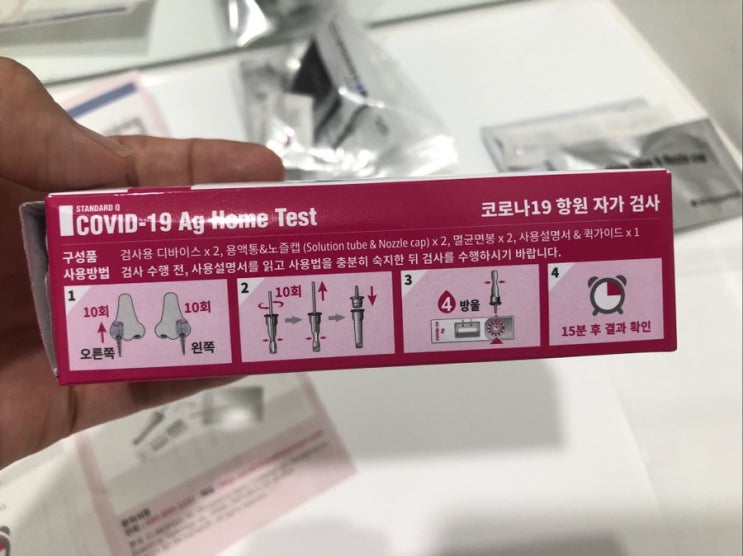 STANDARD Q
COVID-19 Ag Home Test
코로나19 항원 자가 검사
구성품 검사용 디바이스 x 2, 용액통&노즐캡 (Solution tube & Nozzle cap) x 2, 멸균면봉 x 2, 사용설명서 & 퀵가이드 x 1
사용방법 검사 수행 전, 사용설명서를 읽고 사용법을 충분히 숙지한 뒤 검사를 수행하시기 바랍니다.
1
10회 10회
오른쪽 왼쪽
2
10회
3
4 방울
4
15분 후 결과 확인
& Nozzle cap